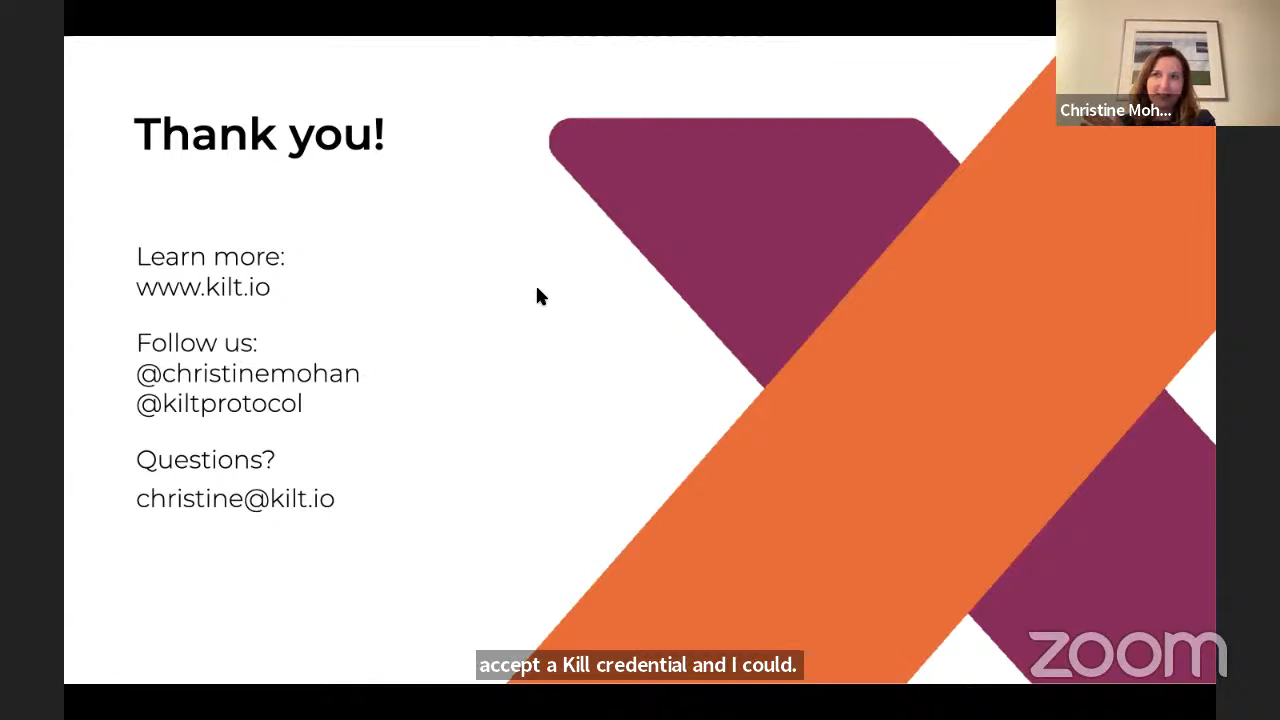 Thank you!
Learn more:
www.kilt.io
Follow us:
@christinemohan
@kiltprotocol
Questions?
christine@kilt.io
Christine Moh...
accept a Kill credential and I could.
zoom